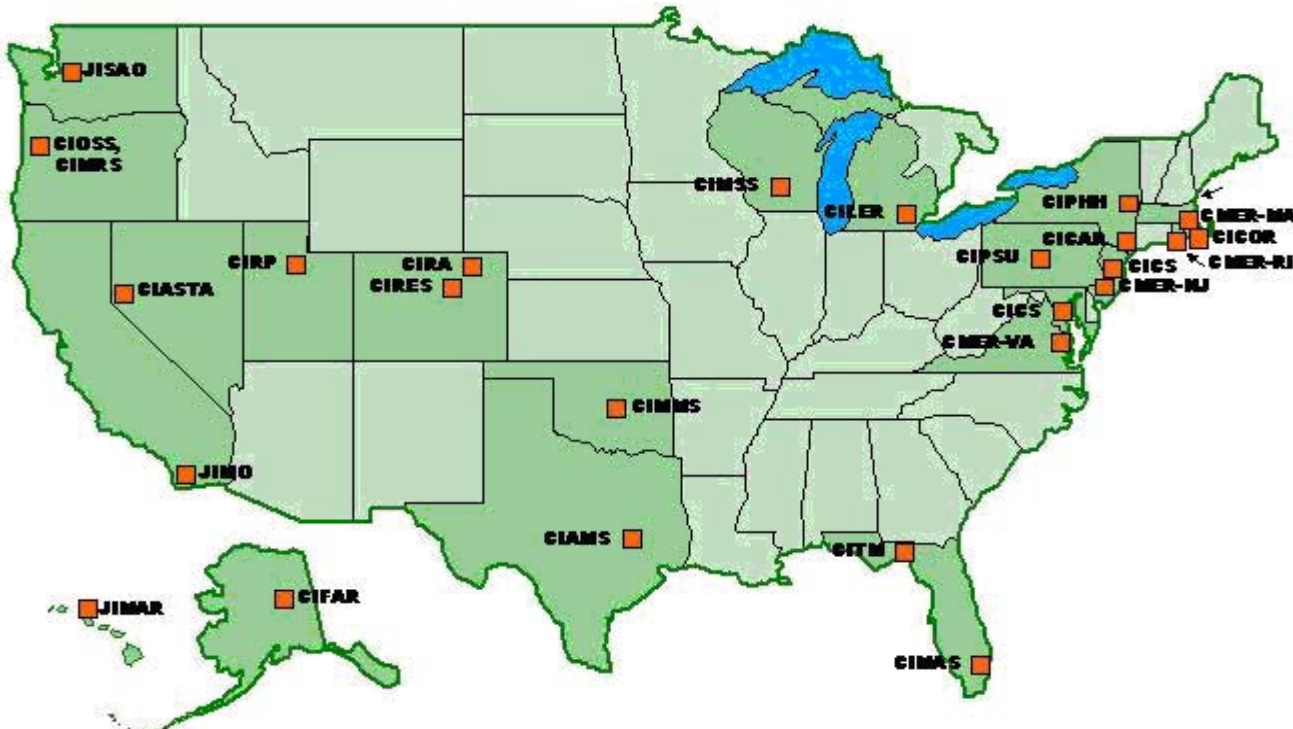 JISAO
CIOSS,
CIMRS
CIMSS
CILER
CIPHH
CMER-MA
CICAR
CICOR
CIRP
CIRA
CIPSU
CICS
CMER-RI
CIASTA
CIRES
CMER-NJ
CICS
CMER-VA
CIMMS
JIMO
CIAMS
CITM
JIMAR
CIFAR
CIMAS